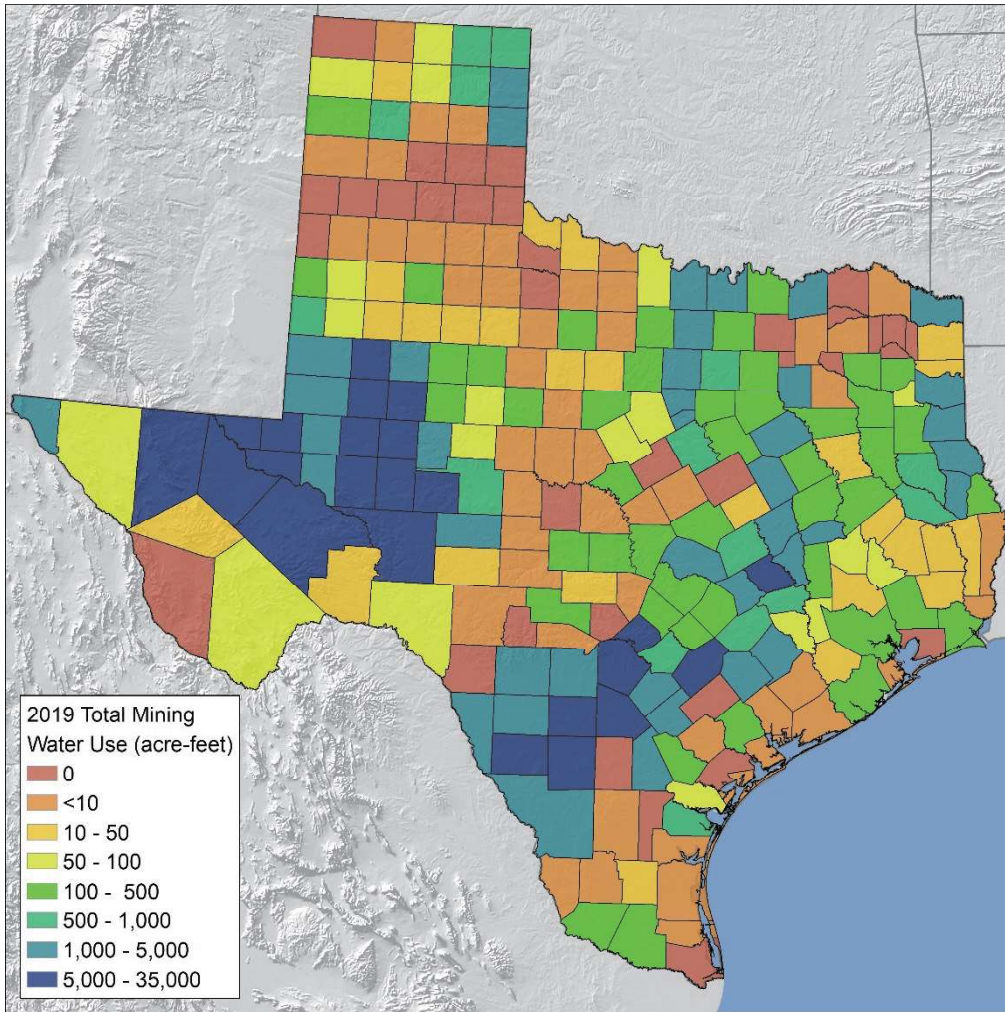 2019 Total Mining
Water Use (acre-feet)
0
<10
10 - 50
50 - 100
100 - 500
500 - 1,000
1,000 - 5,000
5,000 - 35,000